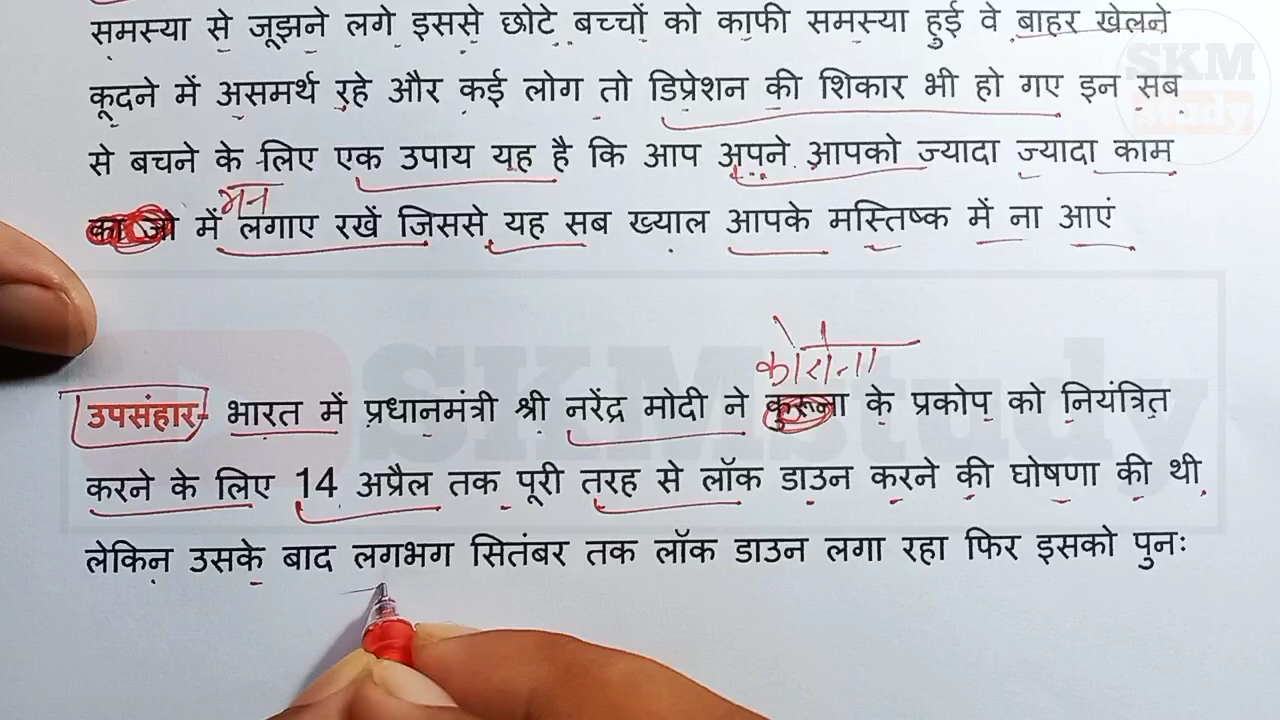 समस्या से जूझने लगे इससे छोटे बच्चों को काफी समस्या हुई वे बाहर खेलने
कूदने में असमर्थ रहे और कई लोग तो डिप्रेशन की शिकार भी हो गए इन सब
से बचने के लिए एक उपाय यह है कि आप अपने आपको ज्यादा ज्यादा काम
मन
का जो में लगाए रखें जिससे यह सब ख्याल आपके मस्तिष्क में ना आएं
कोरोना
उपसंहार- भारत में प्रधानमंत्री श्री नरेंद्र मोदी ने कुरूना के प्रकोप को नियंत्रित
करने के लिए 14 अप्रैल तक पूरी तरह से लॉक डाउन करने की घोषणा की थी
लेकिन उसके बाद लगभग सितंबर तक लॉक डाउन लगा रहा फिर इसको पुनः
SKM study
SKMstudy